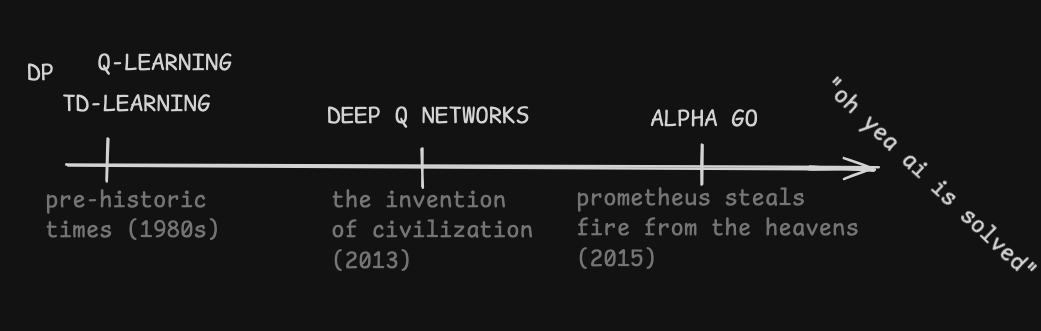 DP
Q-LEARNING
TD-LEARNING
DEEP Q NETWORKS
ALPHA GO
"oh yea ai is solved"
pre-historic
times (1980s)
the invention
of civilization
(2013)
prometheus steals
fire from the heavens
(2015)